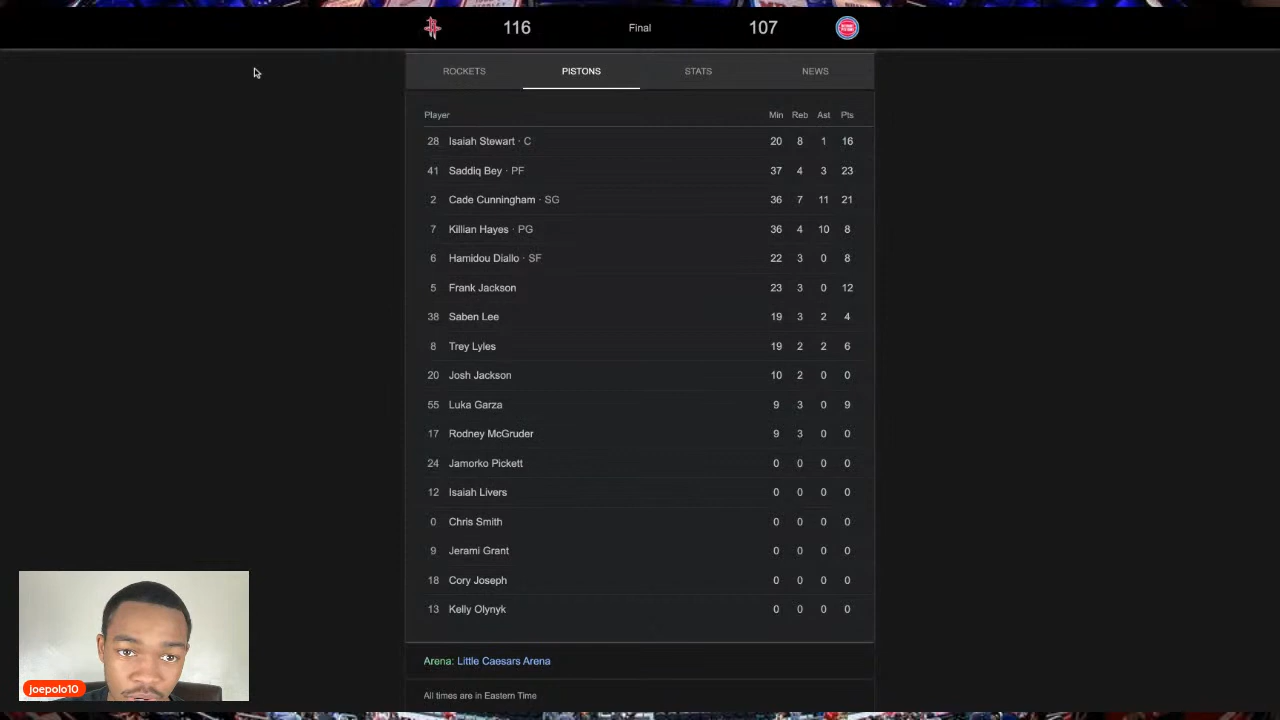 116 Final 107
ROCKETS PISTONS STATS NEWS
Player Min Reb Ast Pts
28 Isaiah Stewart · C 20 8 1 16
41 Saddiq Bey · PF 37 4 3 23
2 Cade Cunningham · SG 36 7 11 21
7 Killian Hayes · PG 36 4 10 8
6 Hamidou Diallo · SF 22 3 0 8
5 Frank Jackson 23 3 0 12
38 Saben Lee 19 3 2 4
8 Trey Lyles 19 2 2 6
20 Josh Jackson 10 2 0 0
55 Luka Garza 9 3 0 9
17 Rodney McGruder 9 3 0 0
24 Jamorko Pickett 0 0 0 0
12 Isaiah Livers 0 0 0 0
0 Chris Smith 0 0 0 0
9 Jerami Grant 0 0 0 0
18 Cory Joseph 0 0 0 0
13 Kelly Olynyk 0 0 0 0
Arena: Little Caesars Arena
All times are in Eastern Time
joepolo10